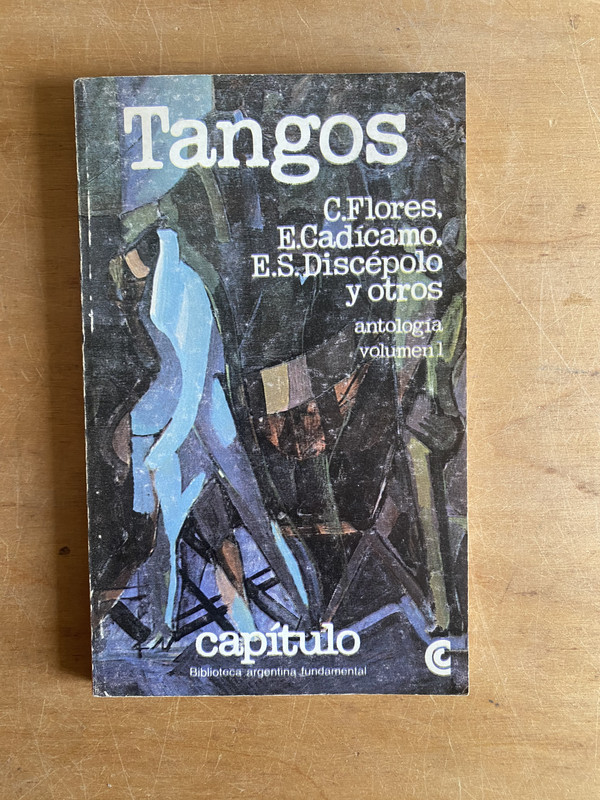 Tangos
C.Flores,
E.Cadícamo,
E.S.Discépolo
y otros
antología
volumen 1
capítulo
Biblioteca argentina fundamental